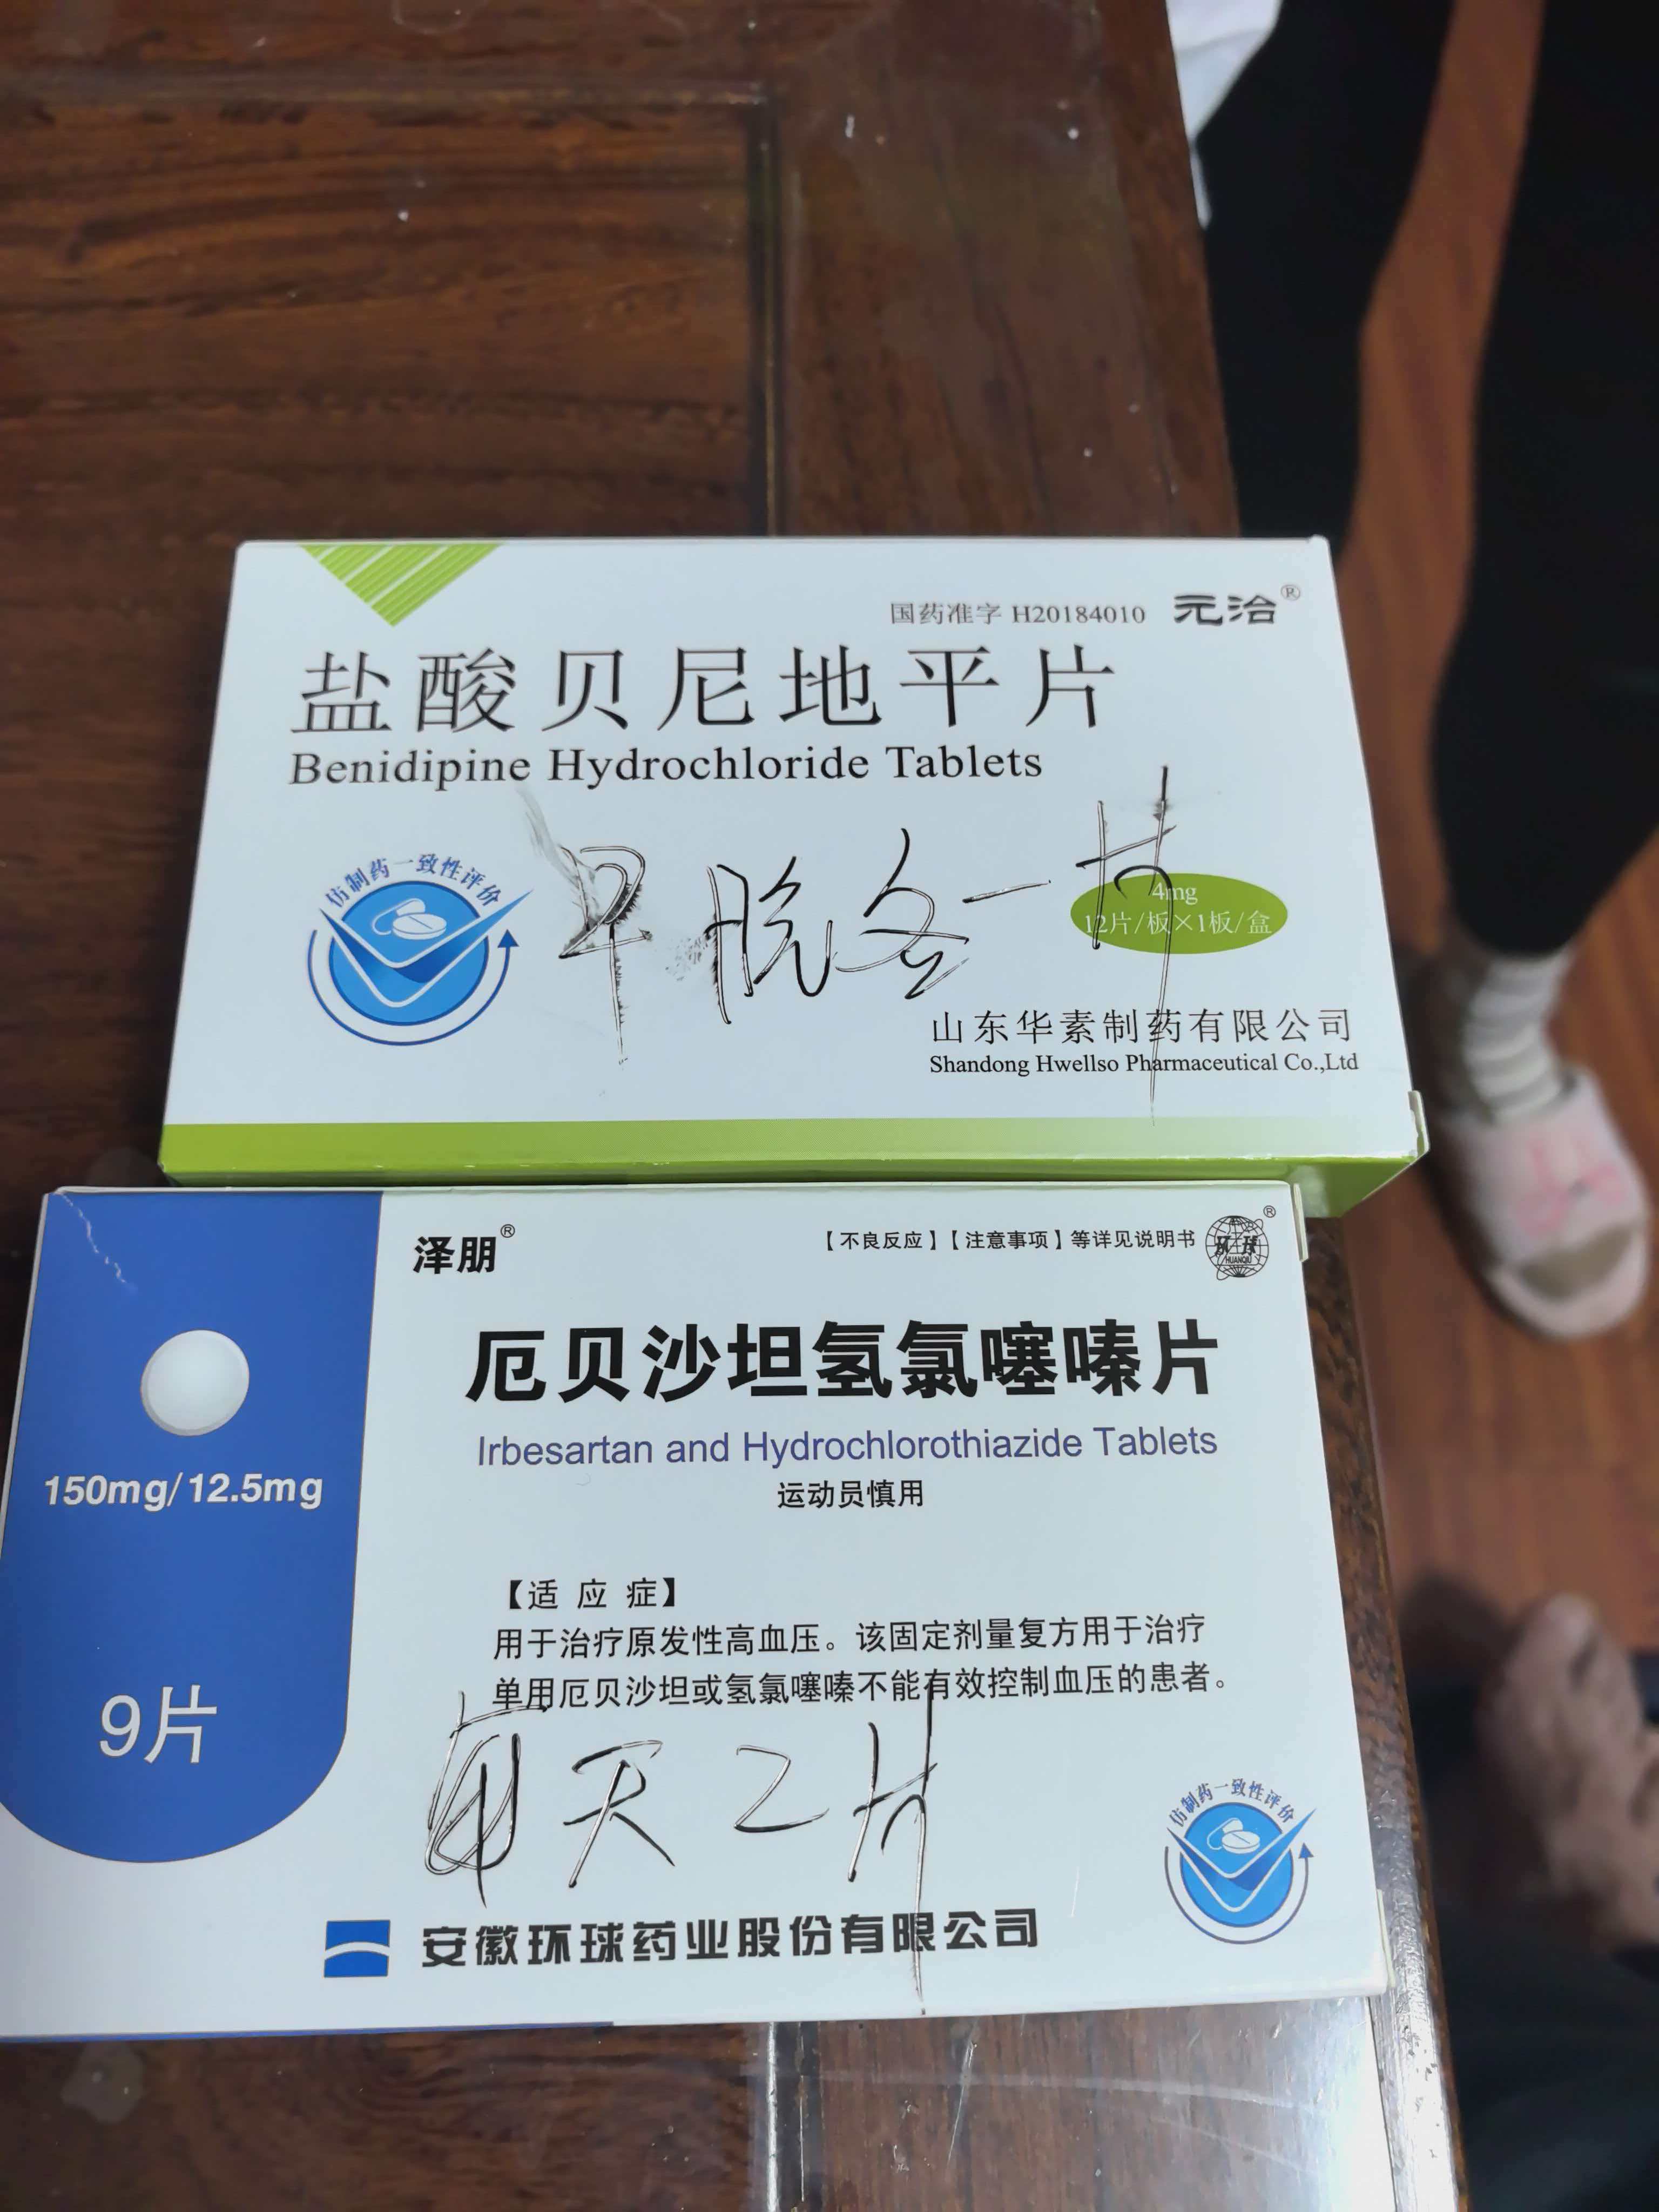 国药准字 H20184010 元治®
盐酸贝尼地平片
Benidipine Hydrochloride Tablets
仿制药一致性评价
早晚各一片
4mg
12片/板×1板/盒
山东华素制药有限公司
Shandong Hwellso Pharmaceutical Co.,Ltd
泽朋®
【不良反应】【注意事项】等详见说明书
HUANQIU ®
厄贝沙坦氢氯噻嗪片
Irbesartan and Hydrochlorothiazide Tablets
运动员慎用
150mg/12.5mg
9片
【适 应 症】
用于治疗原发性高血压。该固定剂量复方用于治疗
单用厄贝沙坦或氢氯噻嗪不能有效控制血压的患者。
每天2片
仿制药一致性评价
安徽环球药业股份有限公司